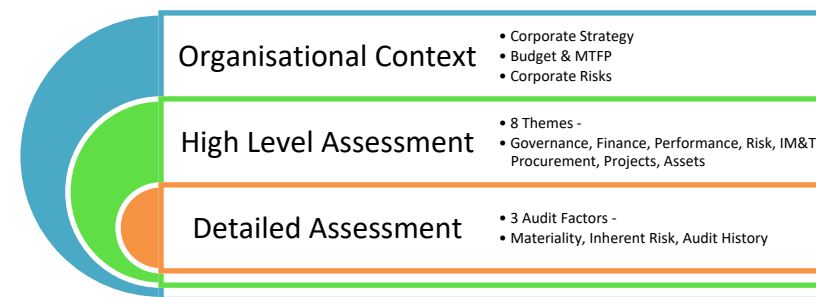 Organisational Context
• Corporate Strategy
• Budget & MTFP
• Corporate Risks
High Level Assessment
• 8 Themes -
• Governance, Finance, Performance, Risk, IM&T
Procurement, Projects, Assets
Detailed Assessment
• 3 Audit Factors -
• Materiality, Inherent Risk, Audit History